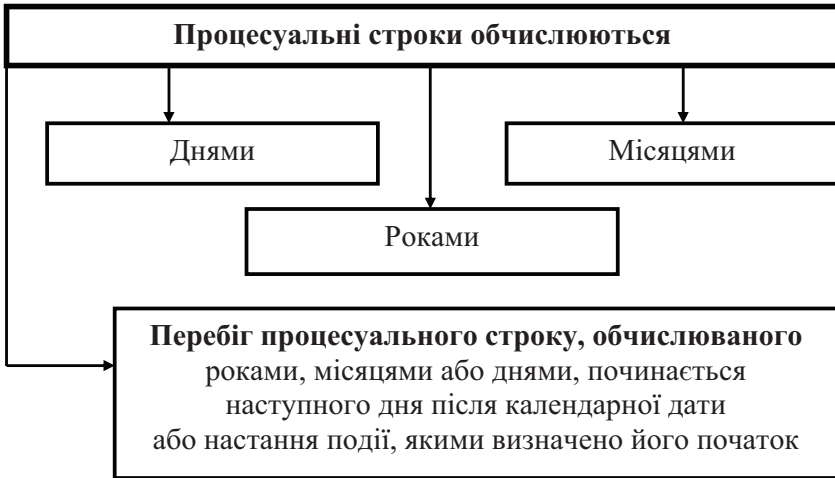 Процесуальні строки обчислюються
Днями
Місяцями
Роками
Перебіг процесуального строку, обчислюваного
роками, місяцями або днями, починається
наступного дня після календарної дати
або настання події, якими визначено його початок